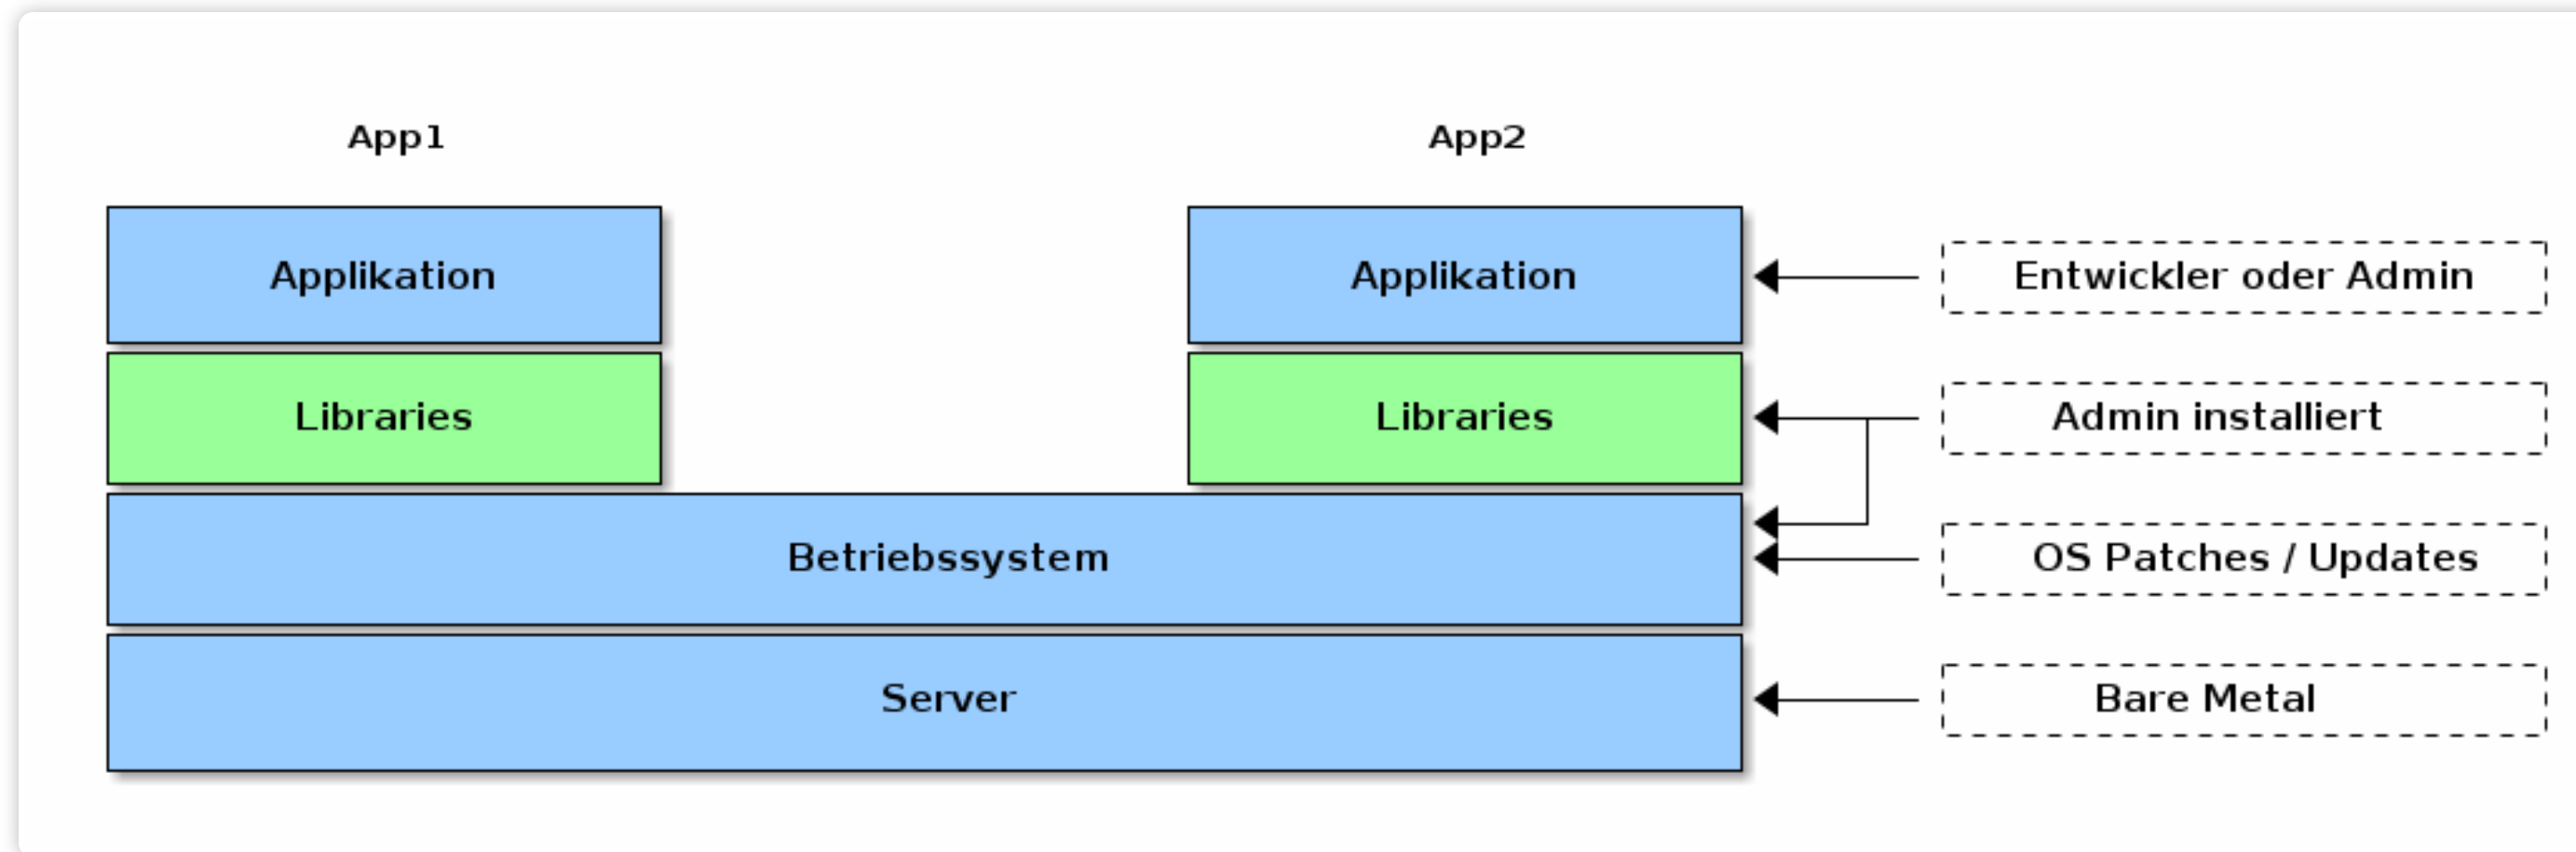 App1
App2
Applikation
Applikation
Entwickler oder Admin
Libraries
Libraries
Admin installiert
Betriebssystem
OS Patches / Updates
Server
Bare Metal